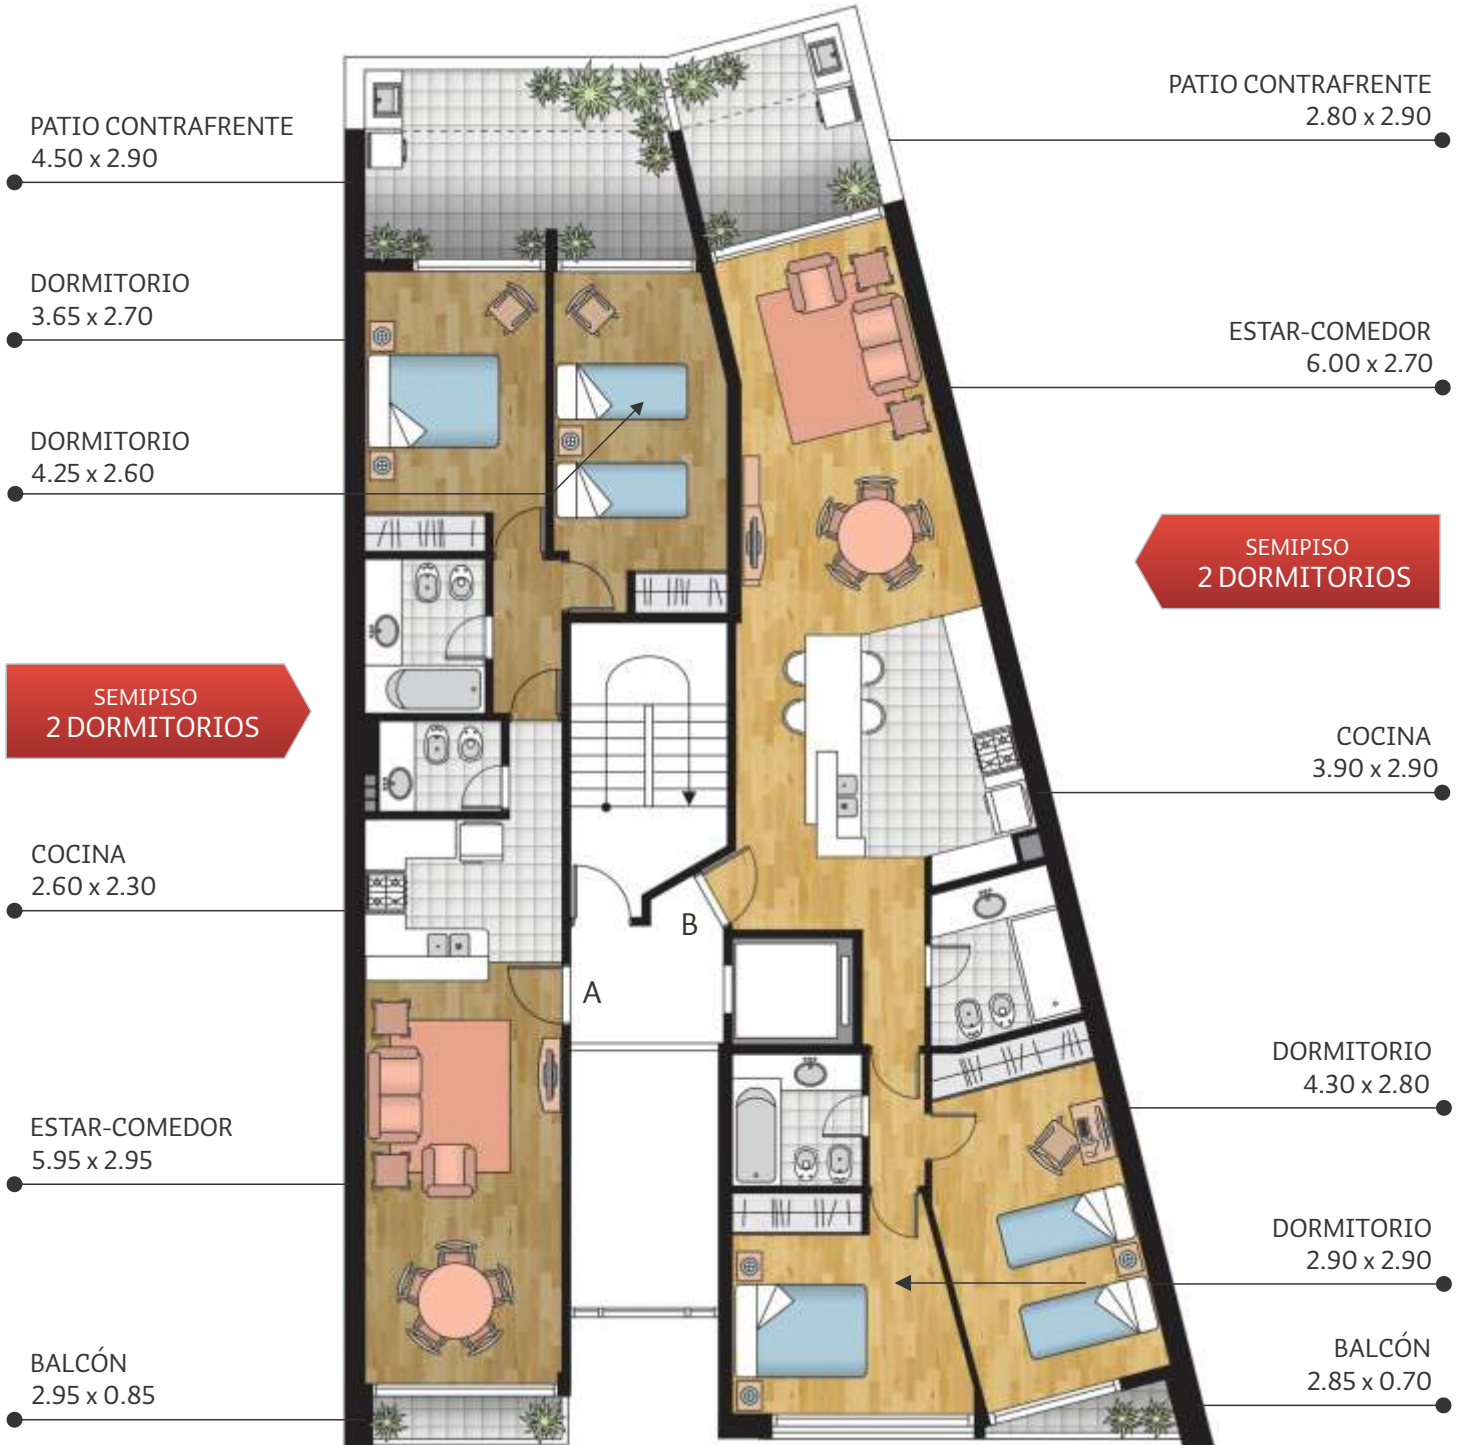 PATIO CONTRAFRENTE
4.50 x 2.90
DORMITORIO
3.65 x 2.70
DORMITORIO
4.25 x 2.60
SEMIPISO
2 DORMITORIOS
COCINA
2.60 x 2.30
ESTAR-COMEDOR
5.95 x 2.95
BALCÓN
2.95 x 0.85
A
B
PATIO CONTRAFRENTE
2.80 x 2.90
ESTAR-COMEDOR
6.00 x 2.70
SEMIPISO
2 DORMITORIOS
COCINA
3.90 x 2.90
DORMITORIO
4.30 x 2.80
DORMITORIO
2.90 x 2.90
BALCÓN
2.85 x 0.70